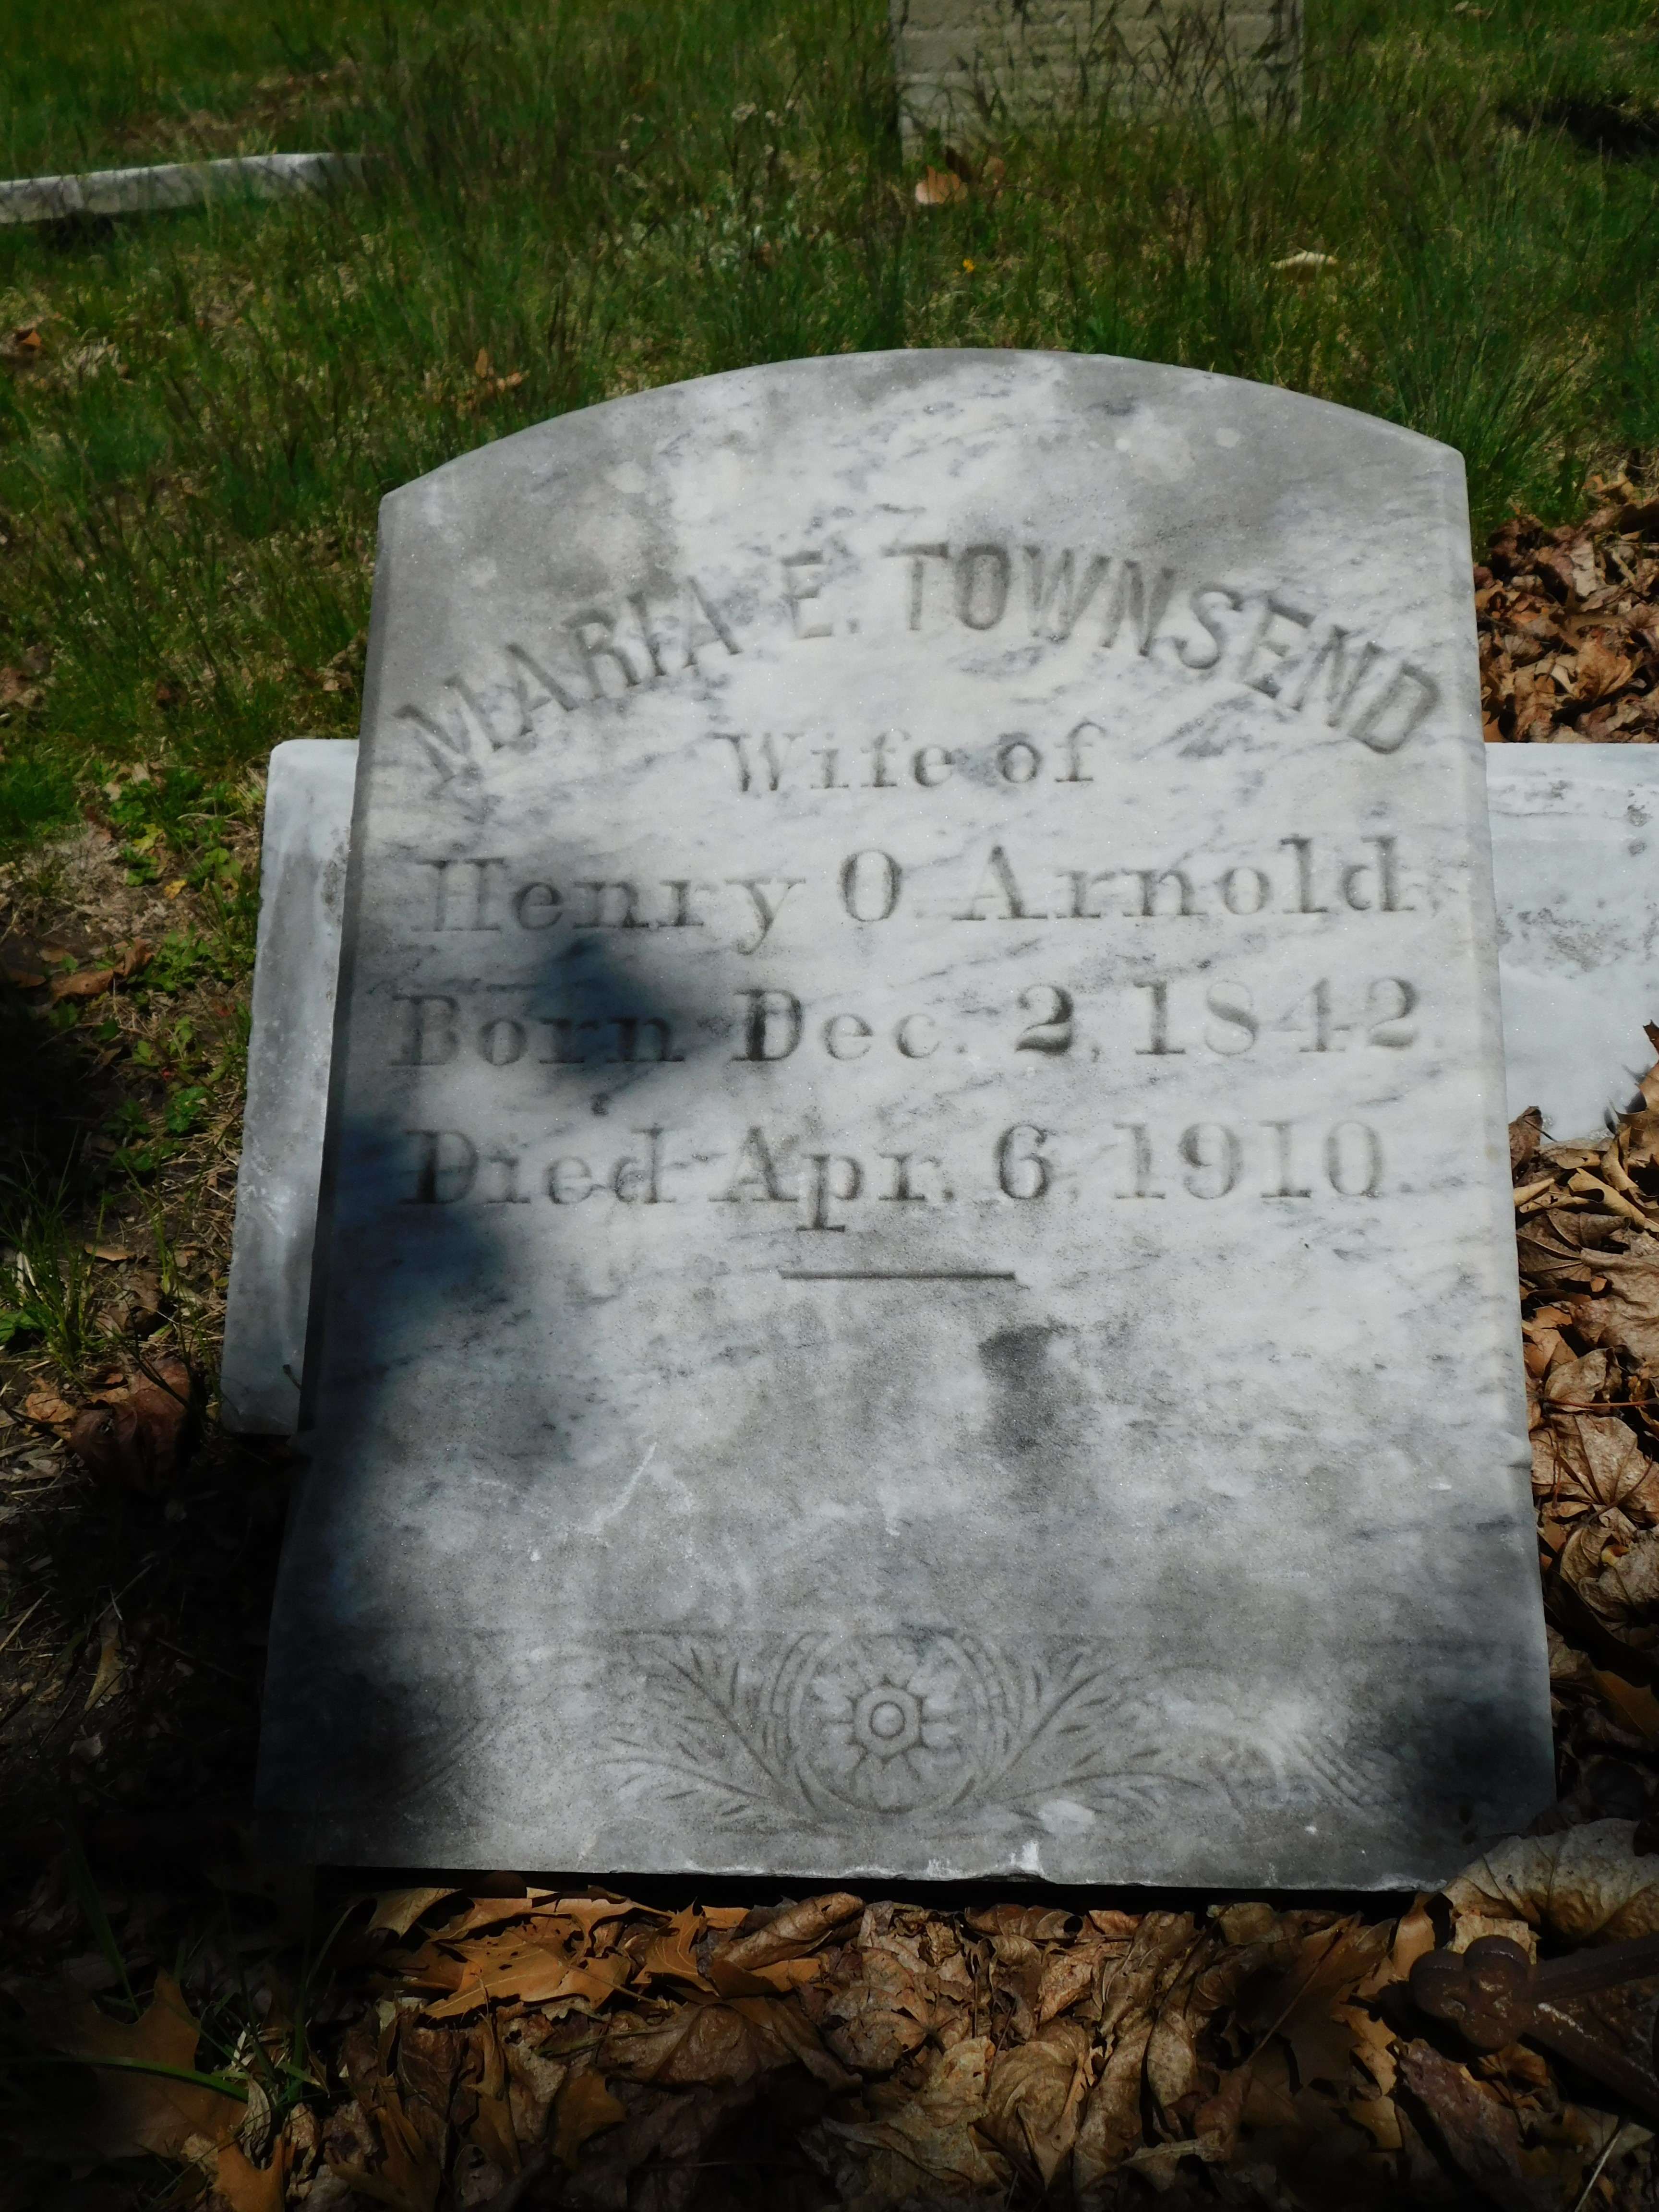 MARIA E. TOWNSEND
Wife of
Henry O. Arnold,
Born Dec. 2, 1842.
Died Apr. 6, 1910.